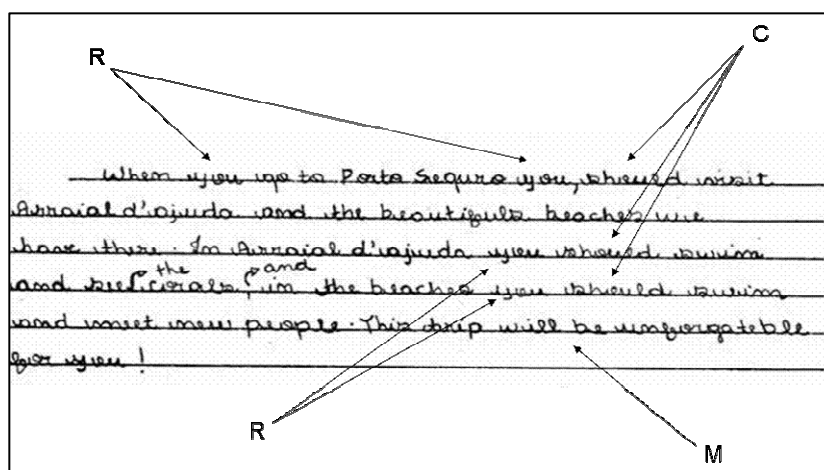 R
C
When you go to Porto Seguro you, should visit
Arraial d'ajuda and the beautifuls beaches we
have there. In Arraial d'ajuda you should swim
the and
and see corals, in the beaches you should swim
and meet new people. This trip will be unforgateble
for you!
R
M